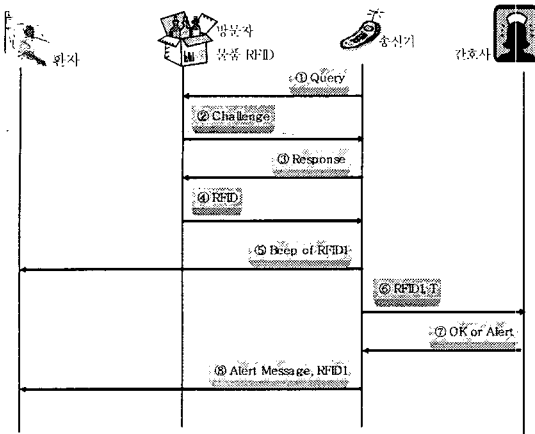 환자
방문자
물품 RFID
송신기
간호사
① Query
② Challenge
③ Response
④ RFID
⑤ Beep of RFID1
⑥ RFID1, T
⑦ OK or Alert
⑧ Alert Message, RFID1